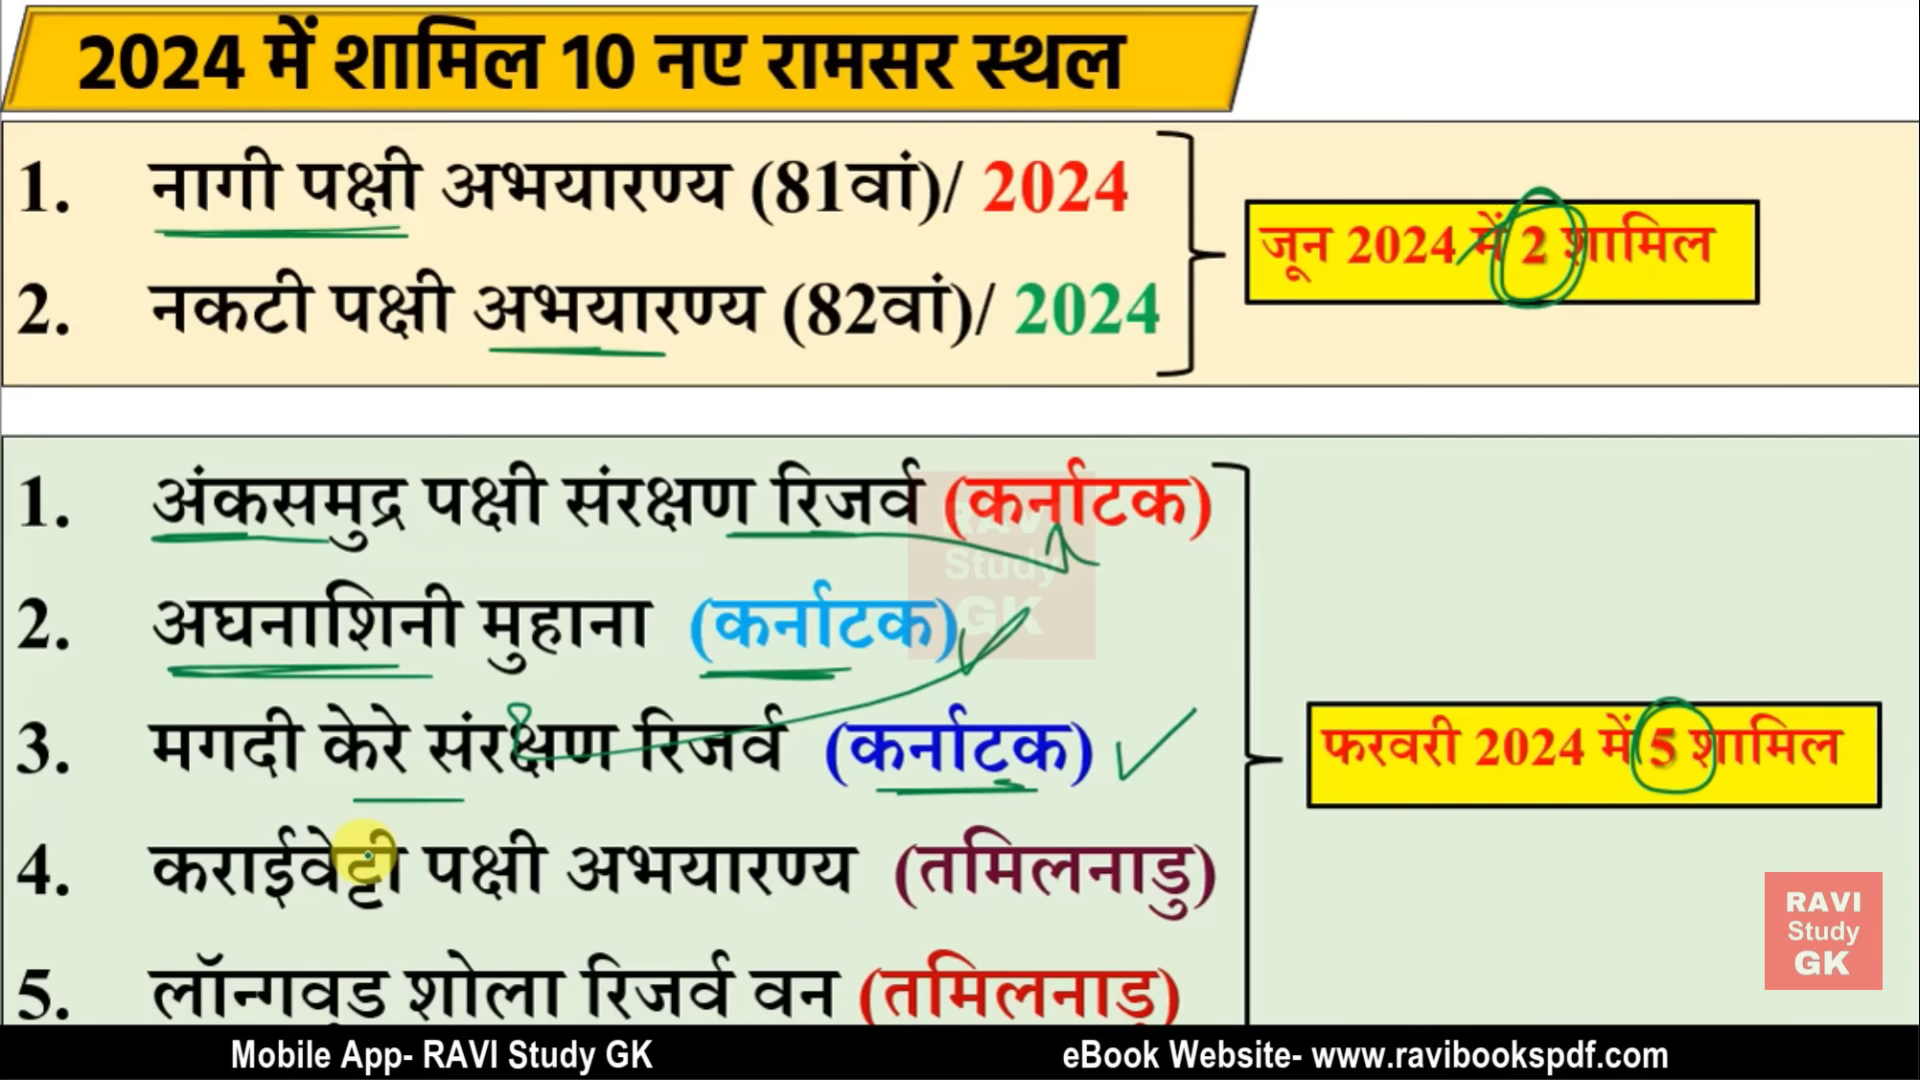 2024 में शामिल 10 नए रामसर स्थल
1. नागी पक्षी अभयारण्य (81वां)/ 2024
2. नकटी पक्षी अभयारण्य (82वां)/ 2024
जून 2024 में 2 शामिल
1. अंकसमुद्र पक्षी संरक्षण रिजर्व (कर्नाटक)
2. अघनाशिनी मुहाना (कर्नाटक)
3. मगदी केरे संरक्षण रिजर्व (कर्नाटक)
4. कराईवेट्टी पक्षी अभयारण्य (तमिलनाडु)
5. लॉन्गवुड शोला रिजर्व वन (तमिलनाडु)
फरवरी 2024 में 5 शामिल
RAVI
Study
GK
RAVI
Study
GK
Mobile App- RAVI Study GK
eBook Website- www.ravibookspdf.com